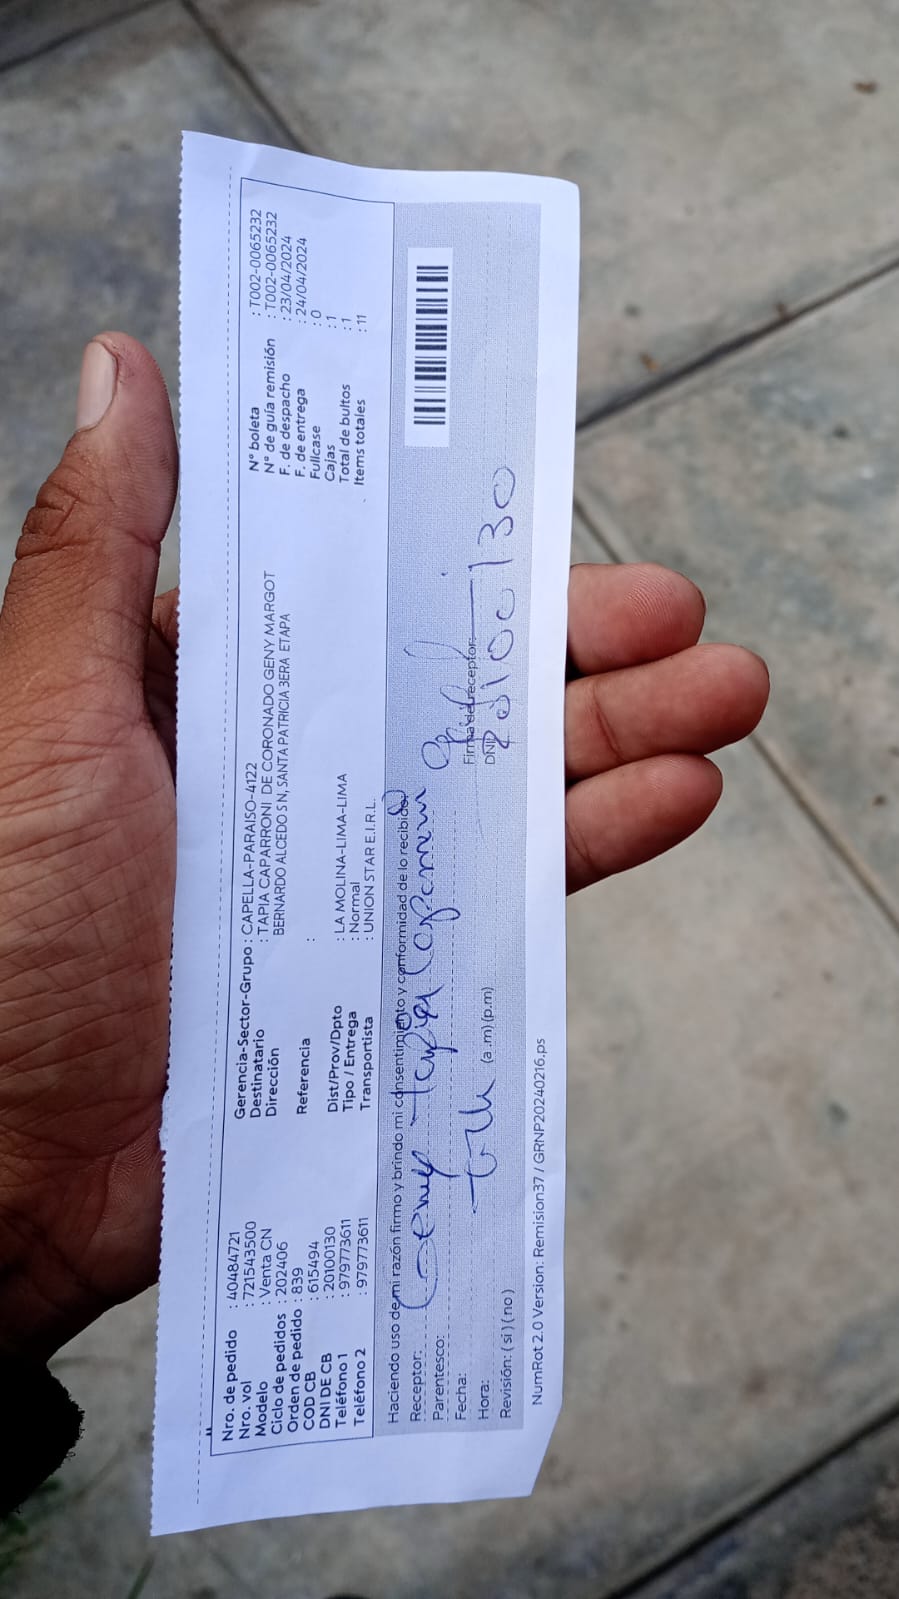 Nro. de pedido : 40484721
Nro. vol : 721543500
Modelo : Venta CN
Ciclo de pedidos : 202406
Orden de pedido : 839
COD CB : 615494
DNI DE CB : 20100130
Teléfono 1 : 979773611
Teléfono 2 : 979773611
Gerencia-Sector-Grupo : CAPELLA-PARAISO-4122
Destinatario : TAPIA CAPARRONI DE CORONADO GENY MARGOT
Dirección BERNARDO ALCEDO S N, SANTA PATRICIA 3ERA ETAPA
Referencia :
Dist/Prov/Dpto : LA MOLINA-LIMA-LIMA
Tipo / Entrega : Normal
Transportista : UNION STAR E.I.R.L.
N° boleta : T002-0065232
N° de guía remisión : T002-0065232
F. de despacho : 23/04/2024
F. de entrega : 24/04/2024
Fullcase : 0
Cajas : 1
Total de bultos : 1
Items totales : 11
Haciendo uso de mi razón firmo y brindo mi consentimiento y conformidad de lo recibido.
Receptor: Geny Tapia Caparroni
Parentesco:
Fecha:
Firma del receptor:
Hora: (a.m)(p.m)
DNI: 20100130
Revisión: ( si ) ( no )
NumRot 2.0 Version: Remision37 / GRNP20240216.ps